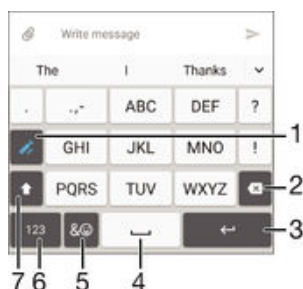 Write message
The I Thanks
. .,- ABC DEF ?
GHI JKL MNO ! 1
PQRS TUV WXYZ 2
123 & 3
7 6 5 4